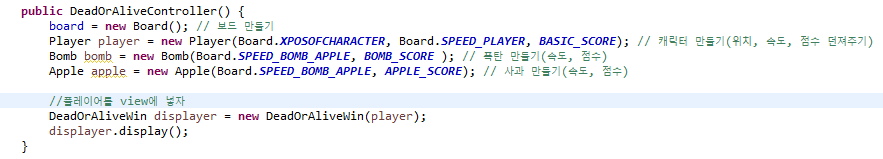 public DeadOrAliveController() {
board = new Board(); // 보드 만들기
Player player = new Player(Board.XPOSOFCHARACTER, Board.SPEED_PLAYER, BASIC_SCORE); // 캐릭터 만들기(위치, 속도, 점수 던져주기)
Bomb bomb = new Bomb(Board.SPEED_BOMB_APPLE, BOMB_SCORE ); // 폭탄 만들기(속도, 점수)
Apple apple = new Apple(Board.SPEED_BOMB_APPLE, APPLE_SCORE); // 사과 만들기(속도, 점수)
//플레이어를 view에 넣자
DeadOrAliveWin displayer = new DeadOrAliveWin(player);
displayer.display();
}